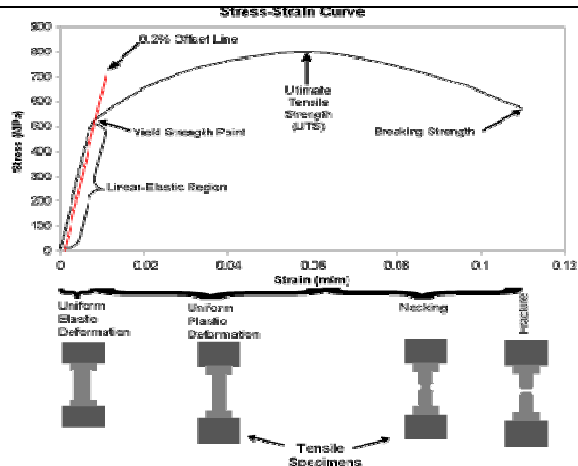 Stress-Strain Curve
900
800
700
600
500
400
300
200
100
0
Stress (MPa)
0.2% Offset Line
Ultimate
Tensile
Strength
(UTS)
Yield Strength Point
Breaking Strength
Linear-Elastic Region
0
0.02
0.04
0.06
0.08
0.1
0.12
Strain (m/m)
Uniform
Elastic
Deformation
Uniform
Plastic
Deformation
Necking
Fracture
Tensile
Specimens